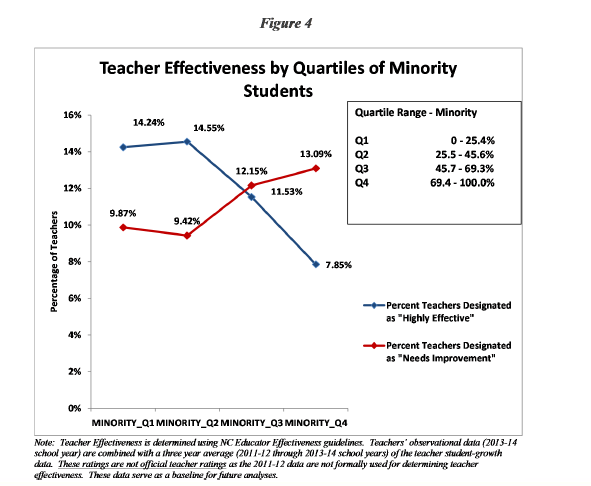 Figure 4
Teacher Effectiveness by Quartiles of Minority
Students
Quartile Range - Minority
Q1 0 - 25.4%
Q2 25.5 - 45.6%
Q3 45.7 - 69.3%
Q4 69.4 - 100.0%
16%
14%
12%
10%
8%
6%
4%
2%
0%
Percentage of Teachers
14.24%
14.55%
12.15%
13.09%
11.53%
9.87%
9.42%
7.85%
Percent Teachers Designated
as "Highly Effective"
Percent Teachers Designated
as "Needs Improvement"
MINORITY_Q1 MINORITY_Q2 MINORITY_Q3 MINORITY_Q4
Note: Teacher Effectiveness is determined using NC Educator Effectiveness guidelines. Teachers' observational data (2013-14
school year) are combined with a three year average (2011-12 through 2013-14 school years) of the teacher student-growth
data. These ratings are not official teacher ratings as the 2011-12 data are not formally used for determining teacher
effectiveness. These data serve as a baseline for future analyses.